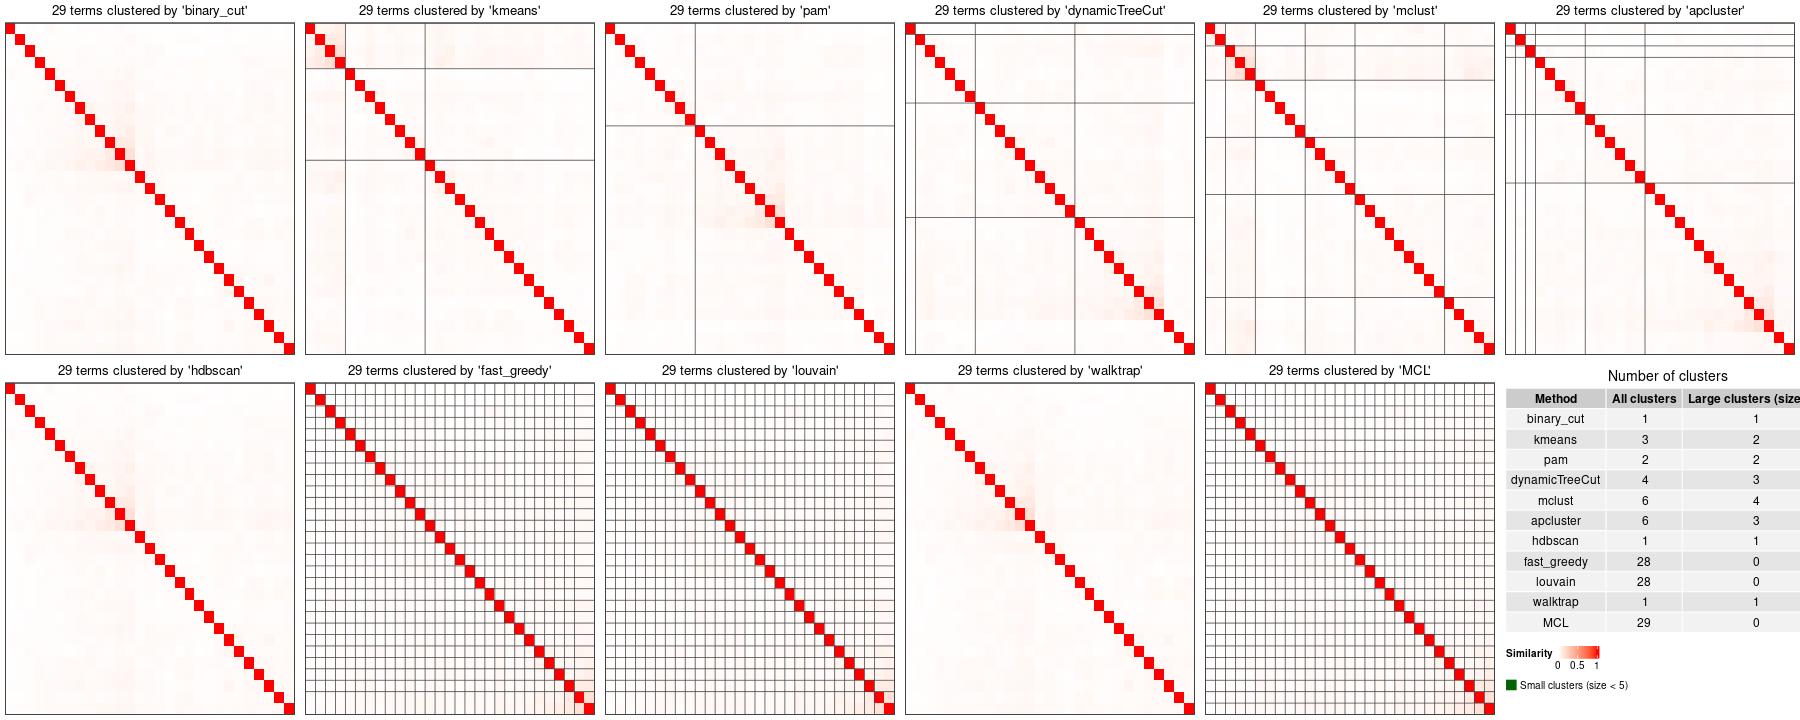 29 terms clustered by 'binary_cut'
29 terms clustered by 'kmeans'
29 terms clustered by 'pam'
29 terms clustered by 'dynamicTreeCut'
29 terms clustered by 'mclust'
29 terms clustered by 'apcluster'
29 terms clustered by 'hdbscan'
29 terms clustered by 'fast_greedy'
29 terms clustered by 'louvain'
29 terms clustered by 'walktrap'
29 terms clustered by 'MCL'
Number of clusters
Method All clusters Large clusters (size
binary_cut 1 1
kmeans 3 2
pam 2 2
dynamicTreeCut 4 3
mclust 6 4
apcluster 6 3
hdbscan 1 1
fast_greedy 28 0
louvain 28 0
walktrap 1 1
MCL 29 0
Similarity
0 0.5 1
Small clusters (size < 5)